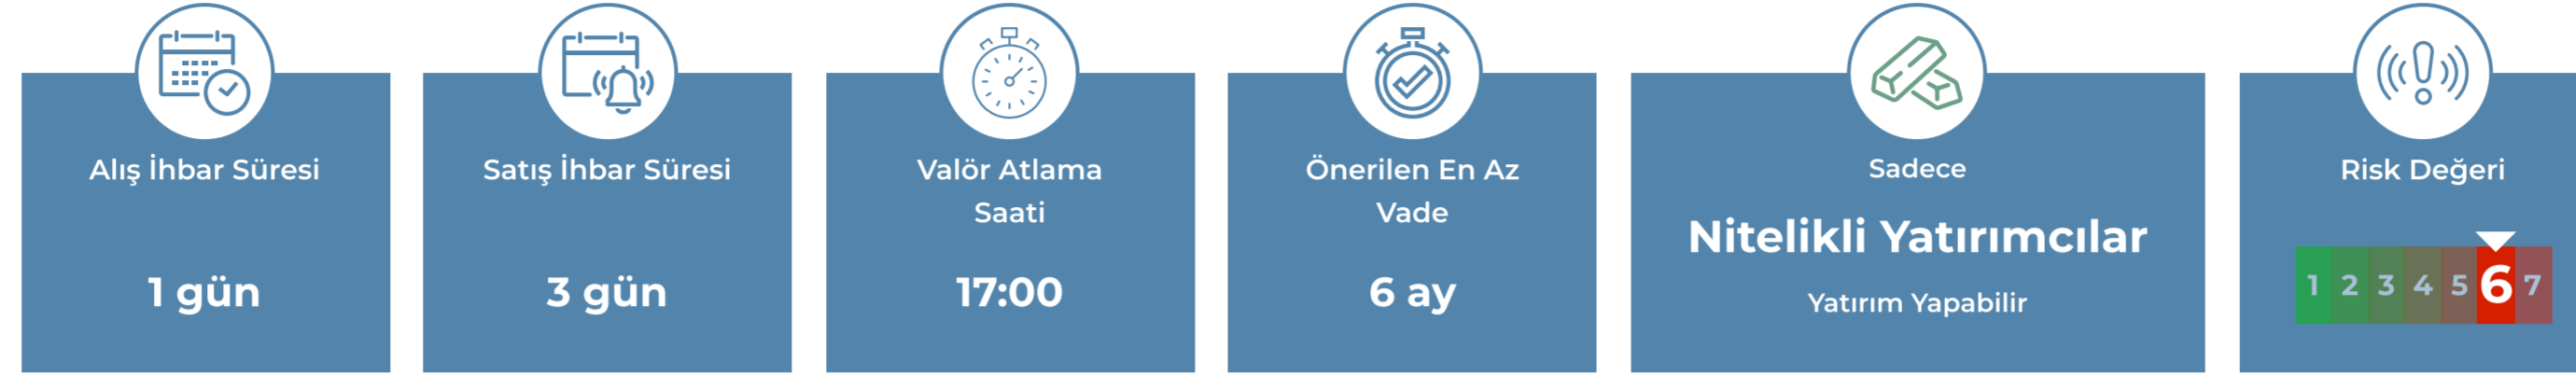 Alış İhbar Süresi
1 gün
Satış İhbar Süresi
3 gün
Valör Atlama
Saati
17:00
Önerilen En Az
Vade
6 ay
Sadece
Nitelikli Yatırımcılar
Yatırım Yapabilir
Risk Değeri
1 2 3 4 5 6 7